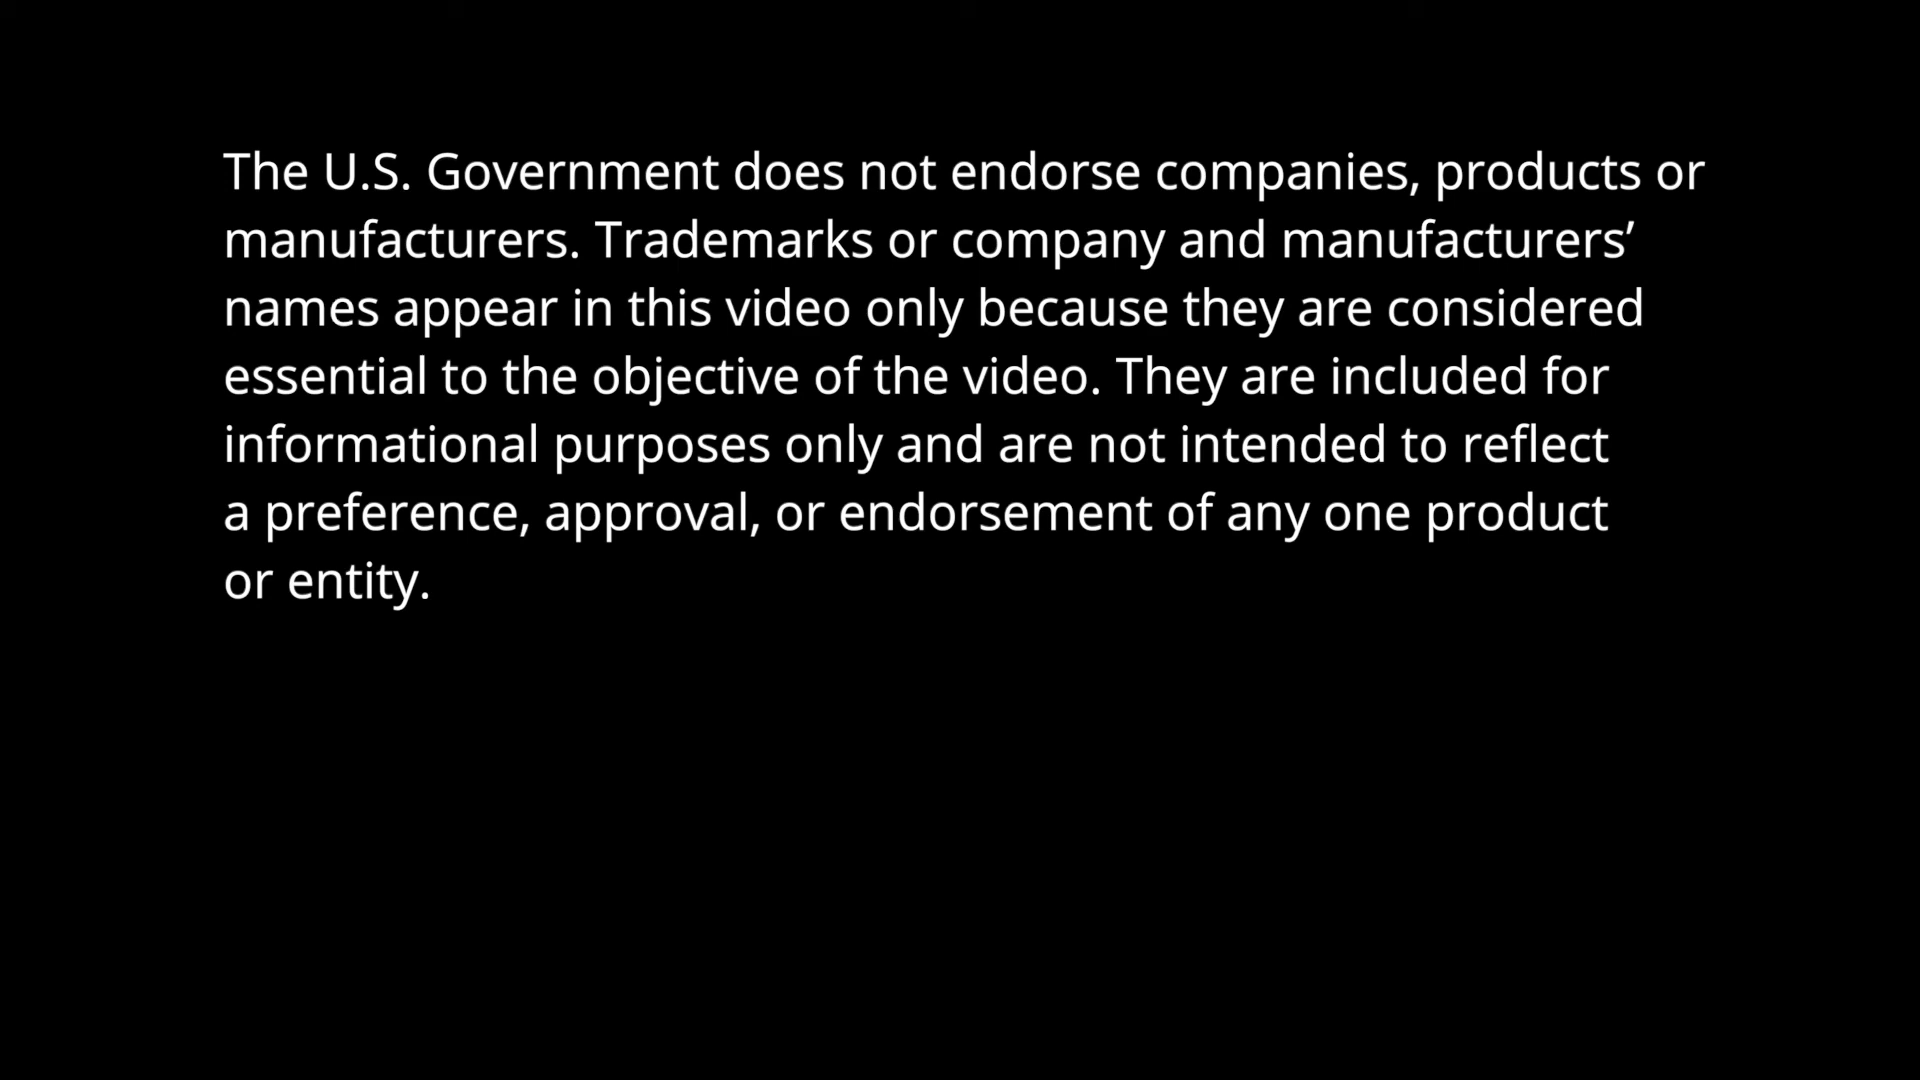 The U.S. Government does not endorse companies, products or
manufacturers. Trademarks or company and manufacturers’
names appear in this video only because they are considered
essential to the objective of the video. They are included for
informational purposes only and are not intended to reflect
a preference, approval, or endorsement of any one product
or entity.